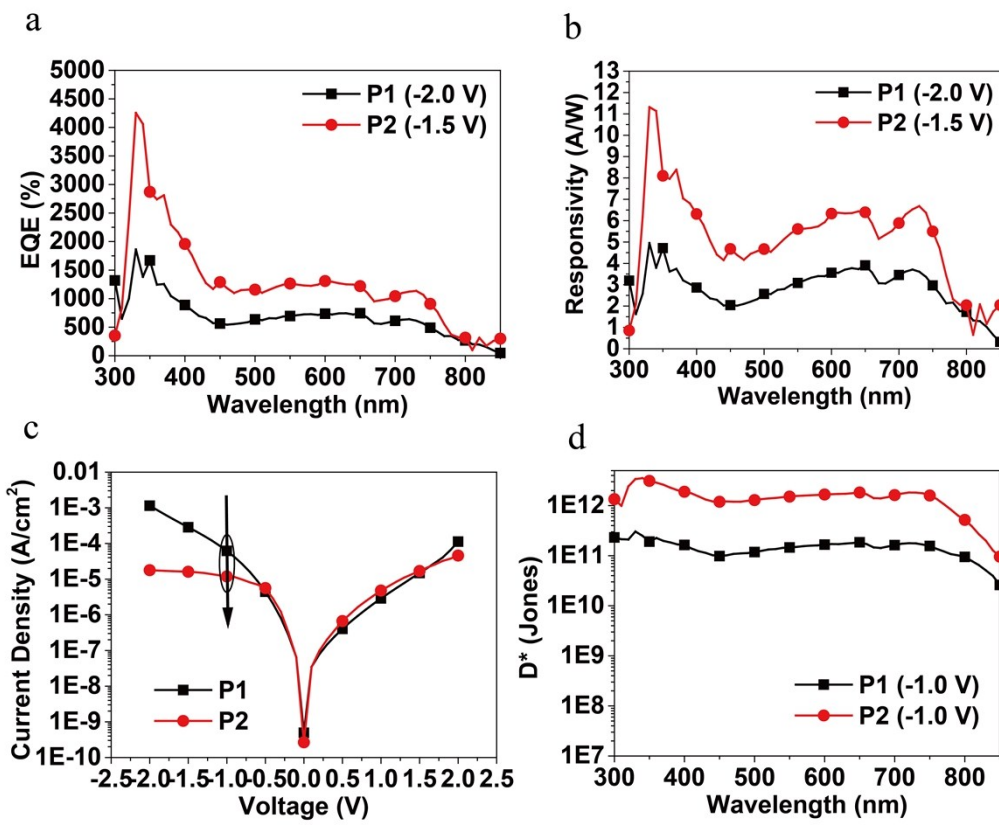 a
5000
4500
4000
3500
3000
2500
2000
1500
1000
500
0
EQE (%)
P1 (-2.0 V)
P2 (-1.5 V)
300 400 500 600 700 800
Wavelength (nm)
b
13
12
11
10
9
8
7
6
5
4
3
2
1
0
Responsivity (A/W)
P1 (-2.0 V)
P2 (-1.5 V)
300 400 500 600 700 800
Wavelength (nm)
c
0.01
1E-3
1E-4
1E-5
1E-6
1E-7
1E-8
1E-9
1E-10
Current Density (A/cm²)
P1
P2
-2.5 -2.0 -1.5 -1.0 -0.5 0.0 0.5 1.0 1.5 2.0 2.5
Voltage (V)
d
1E12
1E11
1E10
1E9
1E8
1E7
D* (Jones)
P1 (-1.0 V)
P2 (-1.0 V)
300 400 500 600 700 800
Wavelength (nm)